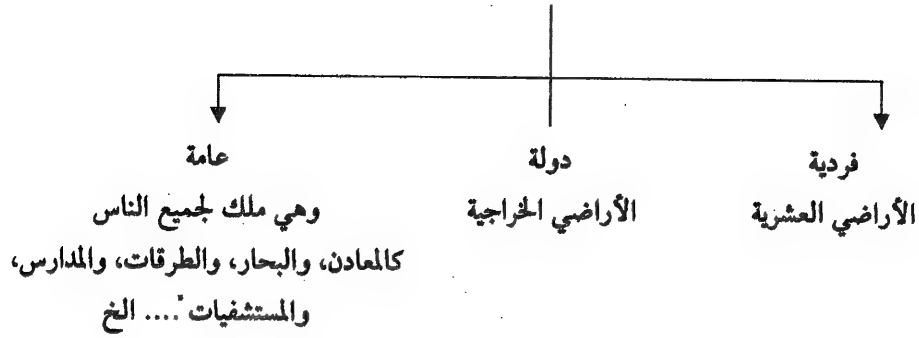 فردية
الأراضي العشرية
دولة
الأراضي الخراجية
عامة
وهي ملك لجميع الناس
كالمعادن، والبحار، والطرقات، والمدارس،
والمستشفيات .... الخ